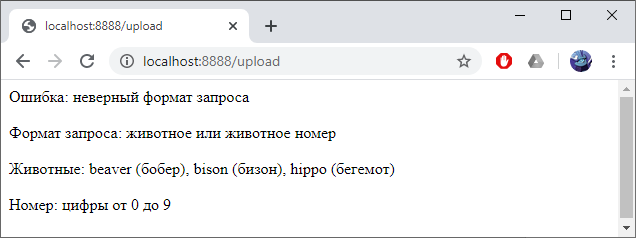 localhost:8888/upload
localhost:8888/upload
Ошибка: неверный формат запроса
Формат запроса: животное или животное номер
Животные: beaver (бобер), bison (бизон), hippo (бегемот)
Номер: цифры от 0 до 9